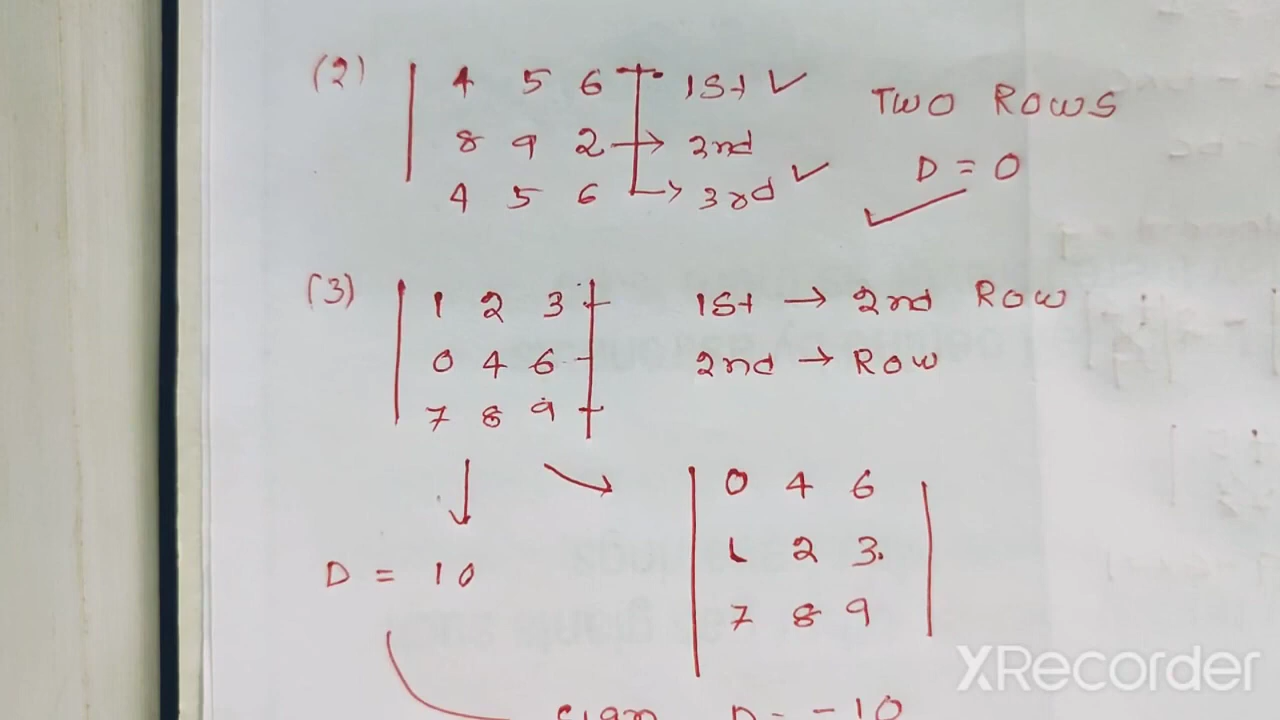 (2) | 4 5 6 → 1St ✓ TWO ROWS
8 9 2 → 2nd D = 0
4 5 6 → 3rd ✓
(3) | 1 2 3 | 1St → 2nd ROW
0 4 6 2nd → ROW
7 8 9
0 4 6
D = 10 1 2 3.
7 8 9
sign D = -10
XRecorder